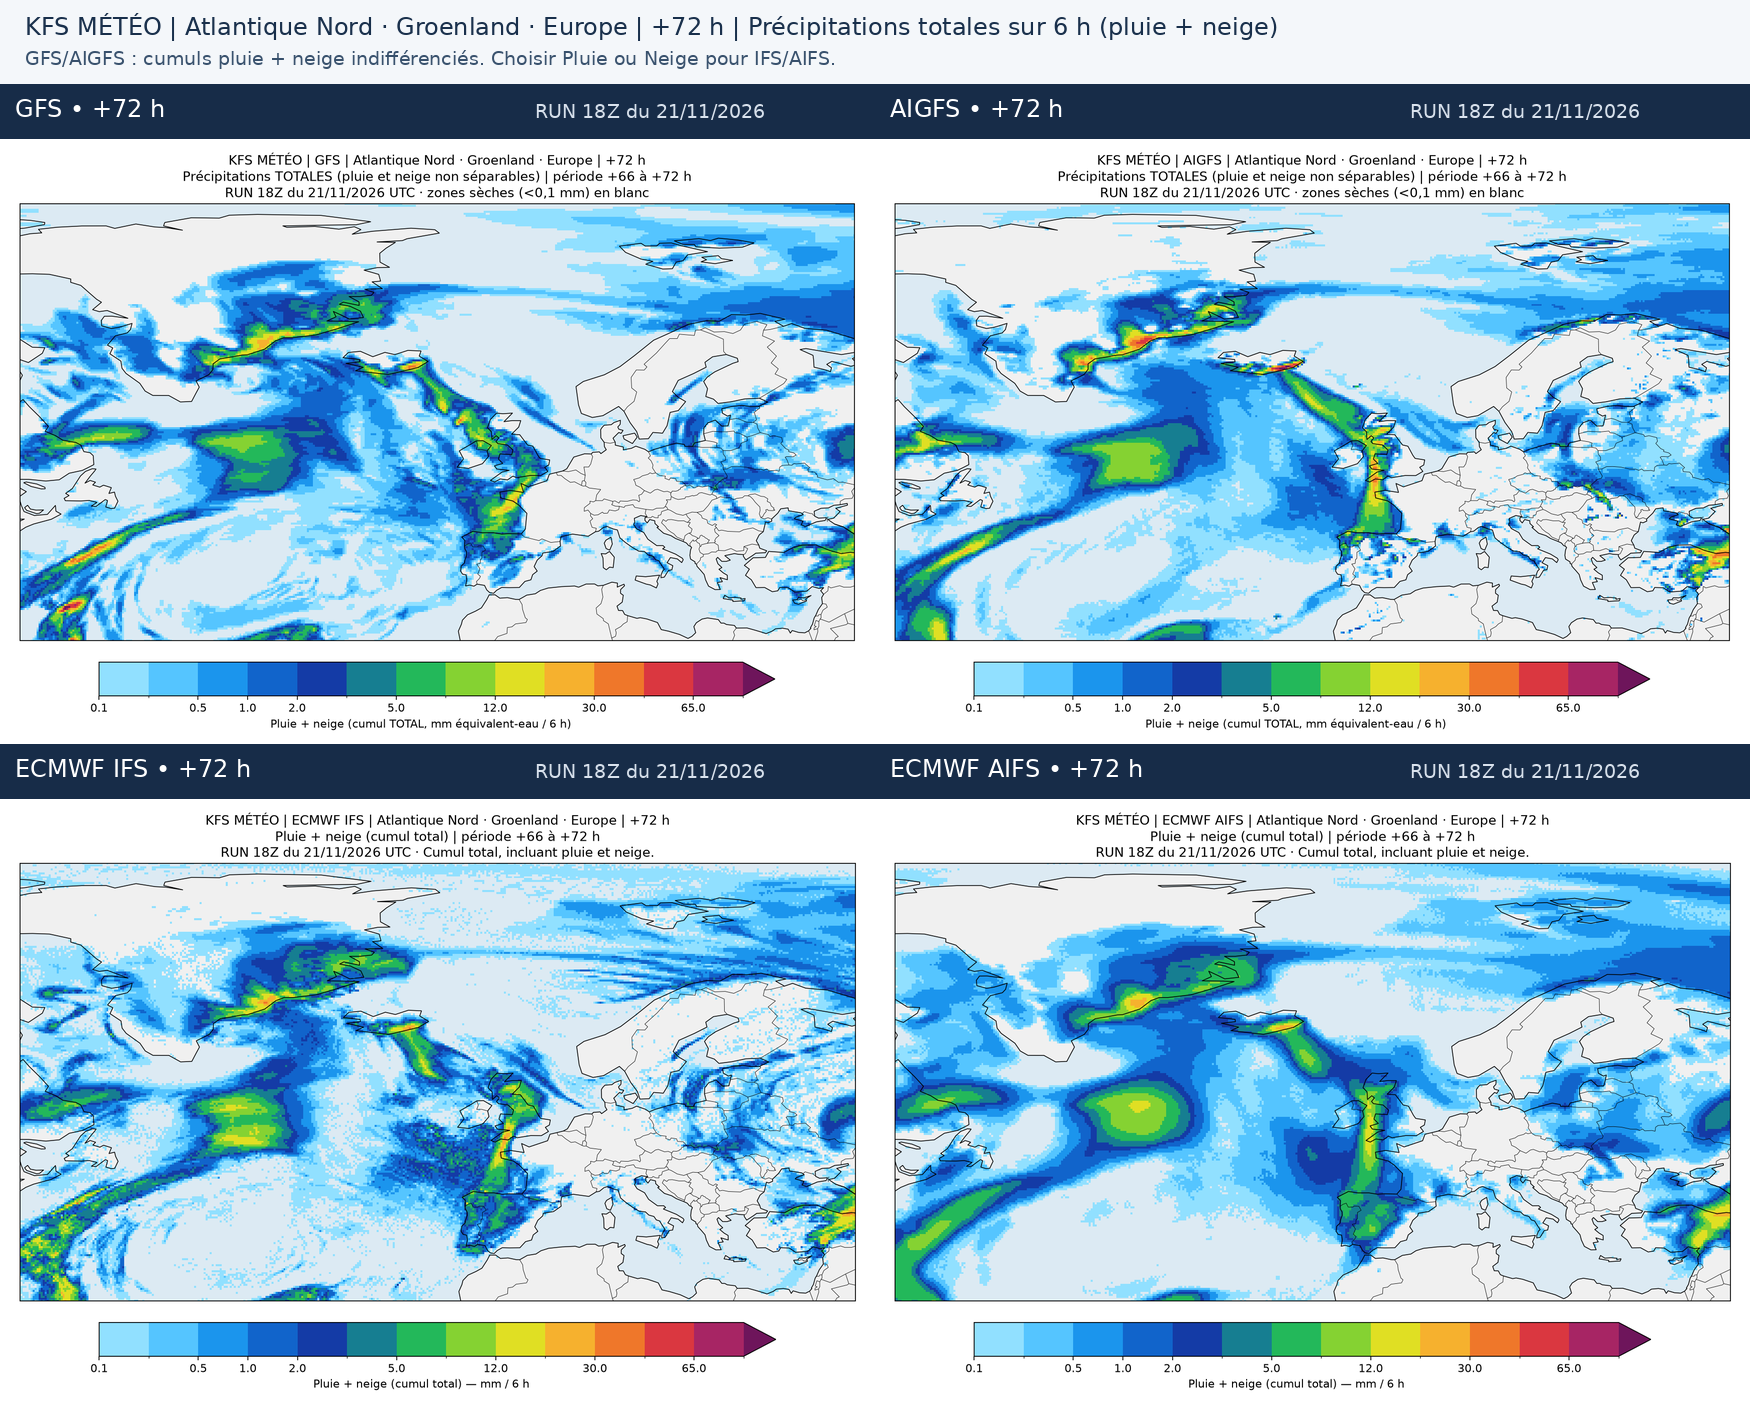 KFS MÉTÉO | Atlantique Nord · Groenland · Europe | +72 h | Précipitations totales sur 6 h (pluie + neige)
GFS/AIGFS : cumuls pluie + neige indifférenciés. Choisir Pluie ou Neige pour IFS/AIFS.
GFS • +72 h
RUN 18Z du 21/11/2026
KFS MÉTÉO | GFS | Atlantique Nord · Groenland · Europe | +72 h
Précipitations TOTALES (pluie et neige non séparables) | période +66 à +72 h
RUN 18Z du 21/11/2026 UTC · zones sèches (<0,1 mm) en blanc
0.1 0.5 1.0 2.0 5.0 12.0 30.0 65.0
Pluie + neige (cumul TOTAL, mm équivalent-eau / 6 h)
AIGFS • +72 h
RUN 18Z du 21/11/2026
KFS MÉTÉO | AIGFS | Atlantique Nord · Groenland · Europe | +72 h
Précipitations TOTALES (pluie et neige non séparables) | période +66 à +72 h
RUN 18Z du 21/11/2026 UTC · zones sèches (<0,1 mm) en blanc
0.1 0.5 1.0 2.0 5.0 12.0 30.0 65.0
Pluie + neige (cumul TOTAL, mm équivalent-eau / 6 h)
ECMWF IFS • +72 h
RUN 18Z du 21/11/2026
KFS MÉTÉO | ECMWF IFS | Atlantique Nord · Groenland · Europe | +72 h
Pluie + neige (cumul total) | période +66 à +72 h
RUN 18Z du 21/11/2026 UTC · Cumul total, incluant pluie et neige.
0.1 0.5 1.0 2.0 5.0 12.0 30.0 65.0
Pluie + neige (cumul total) — mm / 6 h
ECMWF AIFS • +72 h
RUN 18Z du 21/11/2026
KFS MÉTÉO | ECMWF AIFS | Atlantique Nord · Groenland · Europe | +72 h
Pluie + neige (cumul total) | période +66 à +72 h
RUN 18Z du 21/11/2026 UTC · Cumul total, incluant pluie et neige.
0.1 0.5 1.0 2.0 5.0 12.0 30.0 65.0
Pluie + neige (cumul total) — mm / 6 h